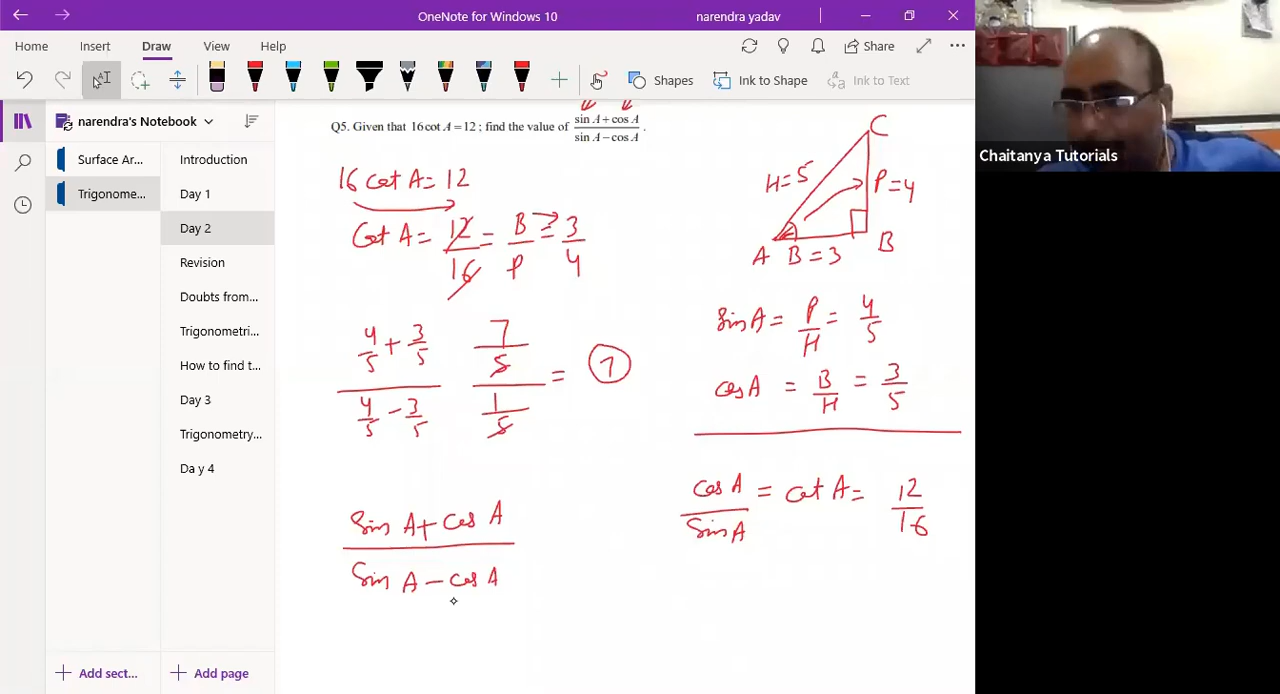 OneNote for Windows 10
narendra yadav
Home Insert Draw View Help
Share
Shapes
Ink to Shape
Ink to Text
narendra's Notebook
Surface Ar...
Trigonome...
Introduction
Day 1
Day 2
Revision
Doubts from...
Trigonometri...
How to find t...
Day 3
Trigonometry...
Da y 4
Add sect...
Add page
Q5. Given that 16cot A = 12 ; find the value of (sin A + cos A)/(sin A − cos A) .
16 cot A = 12
Cot A = 12/16 = B/P = 3/4
(4/5 + 3/5)/(4/5 − 3/5) (7/5)/(1/5) = 7
Sin A + Cos A
Sin A − cos A
C
H = 5
P = 4
A B = 3 B
Sin A = P/H = 4/5
cos A = B/H = 3/5
cos A/Sin A = cot A = 12/16
Chaitanya Tutorials